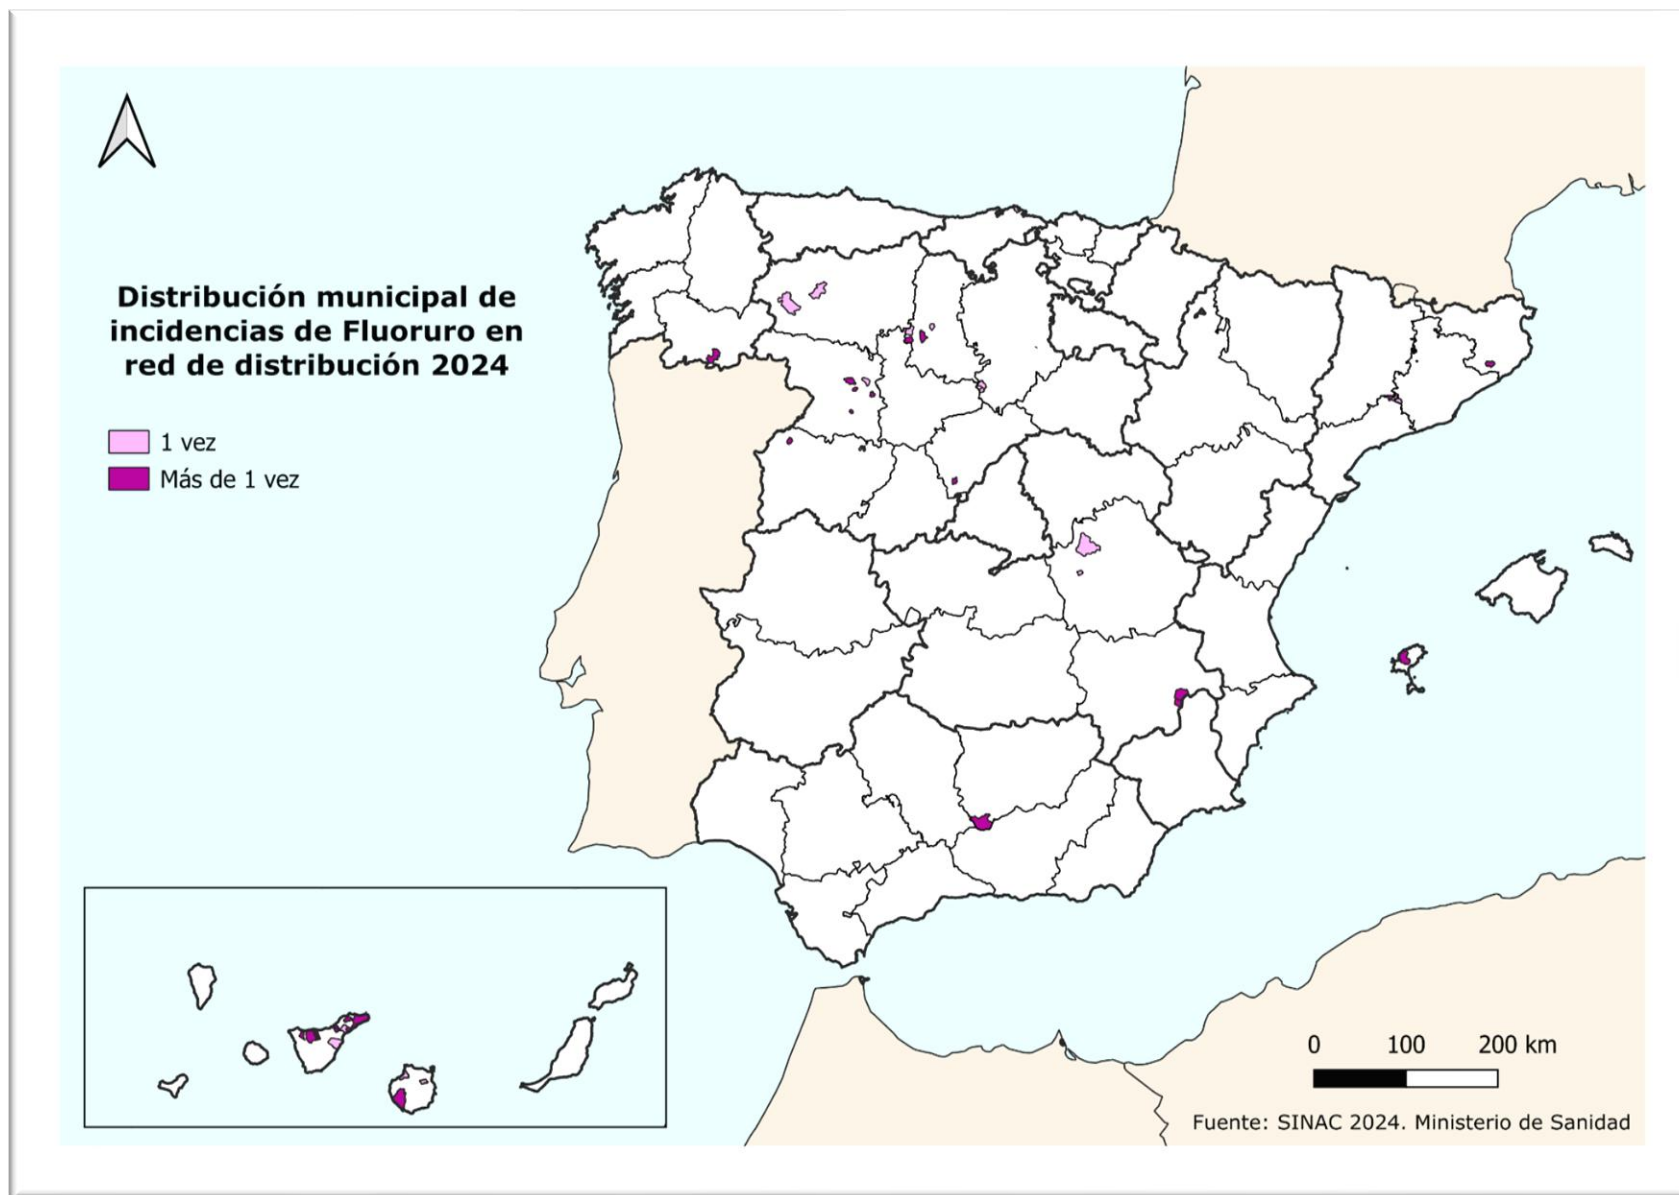 Distribución municipal de
incidencias de Fluoruro en
red de distribución 2024
1 vez
Más de 1 vez
0 100 200 km
Fuente: SINAC 2024. Ministerio de Sanidad